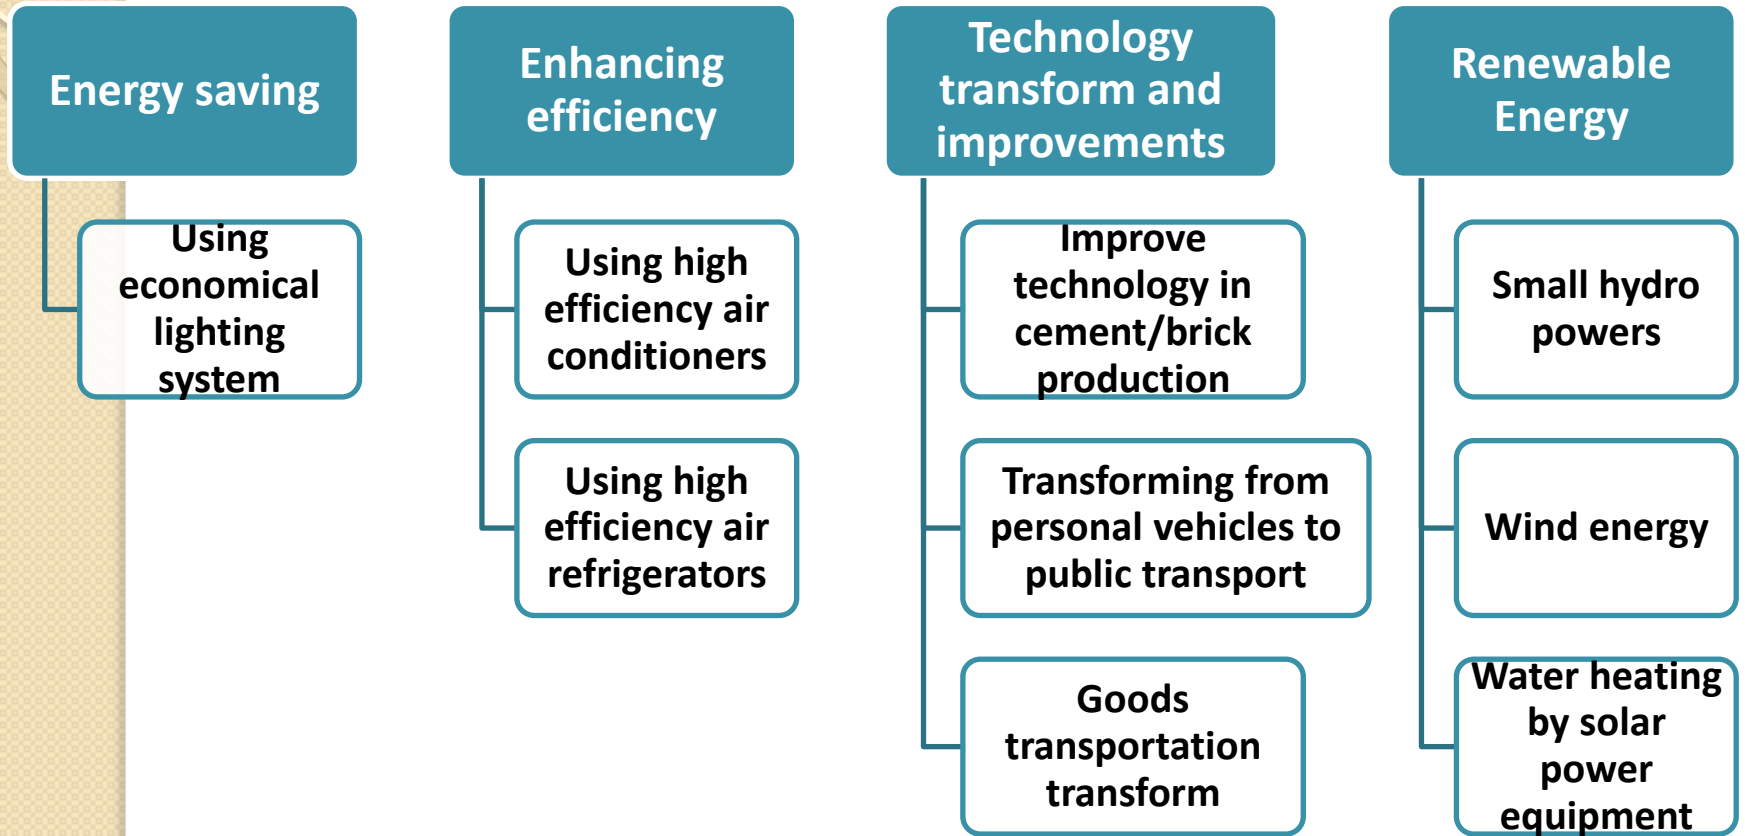 Energy saving
Using
economical
lighting
system
Enhancing
efficiency
Using high
efficiency air
conditioners
Using high
efficiency air
refrigerators
Technology
transform and
improvements
Improve
technology in
cement/brick
production
Transforming from
personal vehicles to
public transport
Goods
transportation
transform
Renewable
Energy
Small hydro
powers
Wind energy
Water heating
by solar
power
equipment